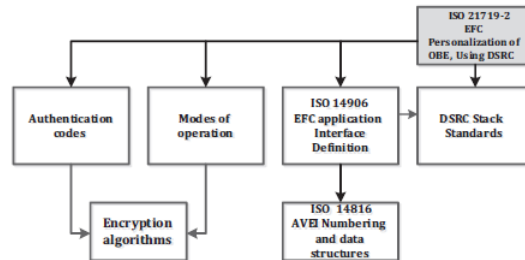 ISO 21719-2
EFC
Personalization of
OBE, Using DSRC
Authentication
codes
Modes of
operation
ISO 14906
EFC application
Interface
Definition
DSRC Stack
Standards
Encryption
algorithms
ISO 14816
AVEI Numbering
and data
structures